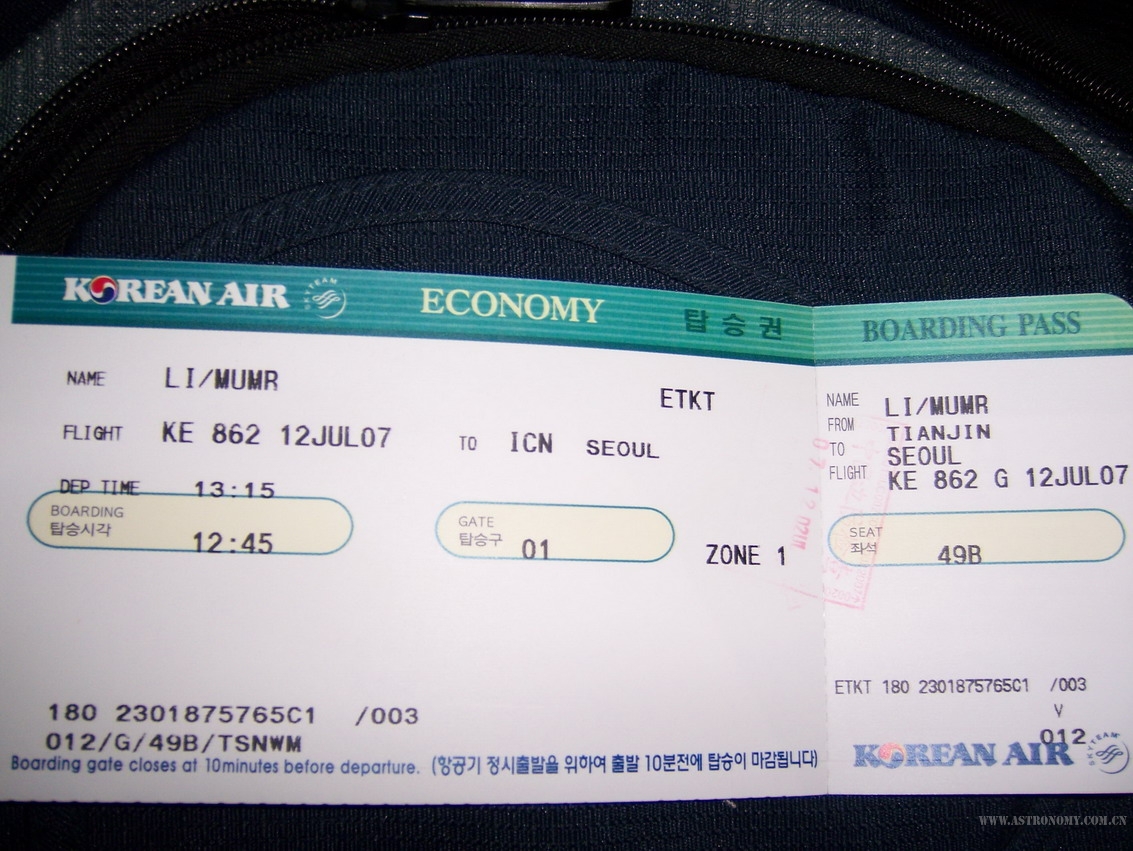 KOREAN AIR SKYTEAM ECONOMY 탑승권
NAME LI/MUMR
ETKT
FLIGHT KE 862 12JUL07 TO ICN SEOUL
DEP TIME 13:15
BOARDING
탑승시각 12:45
GATE
탑승구 01
ZONE 1
180 2301875765C1 /003
012/G/49B/TSNWM
Boarding gate closes at 10minutes before departure. (항공기 정시출발을 위하여 출발 10분전에 탑승이 마감됩니다)
BOARDING PASS
NAME LI/MUMR
FROM TIANJIN
TO SEOUL
FLIGHT KE 862 G 12JUL07
SEAT
좌석 49B
ETKT 180 2301875765C1 /003
V
012
KOREAN AIR SKYTEAM
WWW.ASTRONOMY.COM.CN